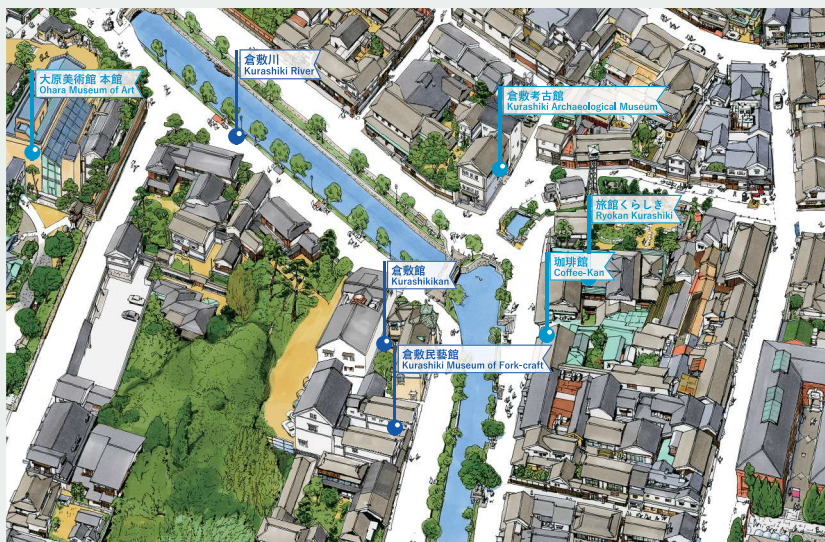 倉敷川
Kurashiki River
大原美術館 本館
Ohara Museum of Art
倉敷考古館
Kurashiki Archaeological Museum
旅館くらしき
Ryokan Kurashiki
珈琲館
Coffee-Kan
倉敷館
Kurashikikan
倉敷民藝館
Kurashiki Museum of Fork-craft